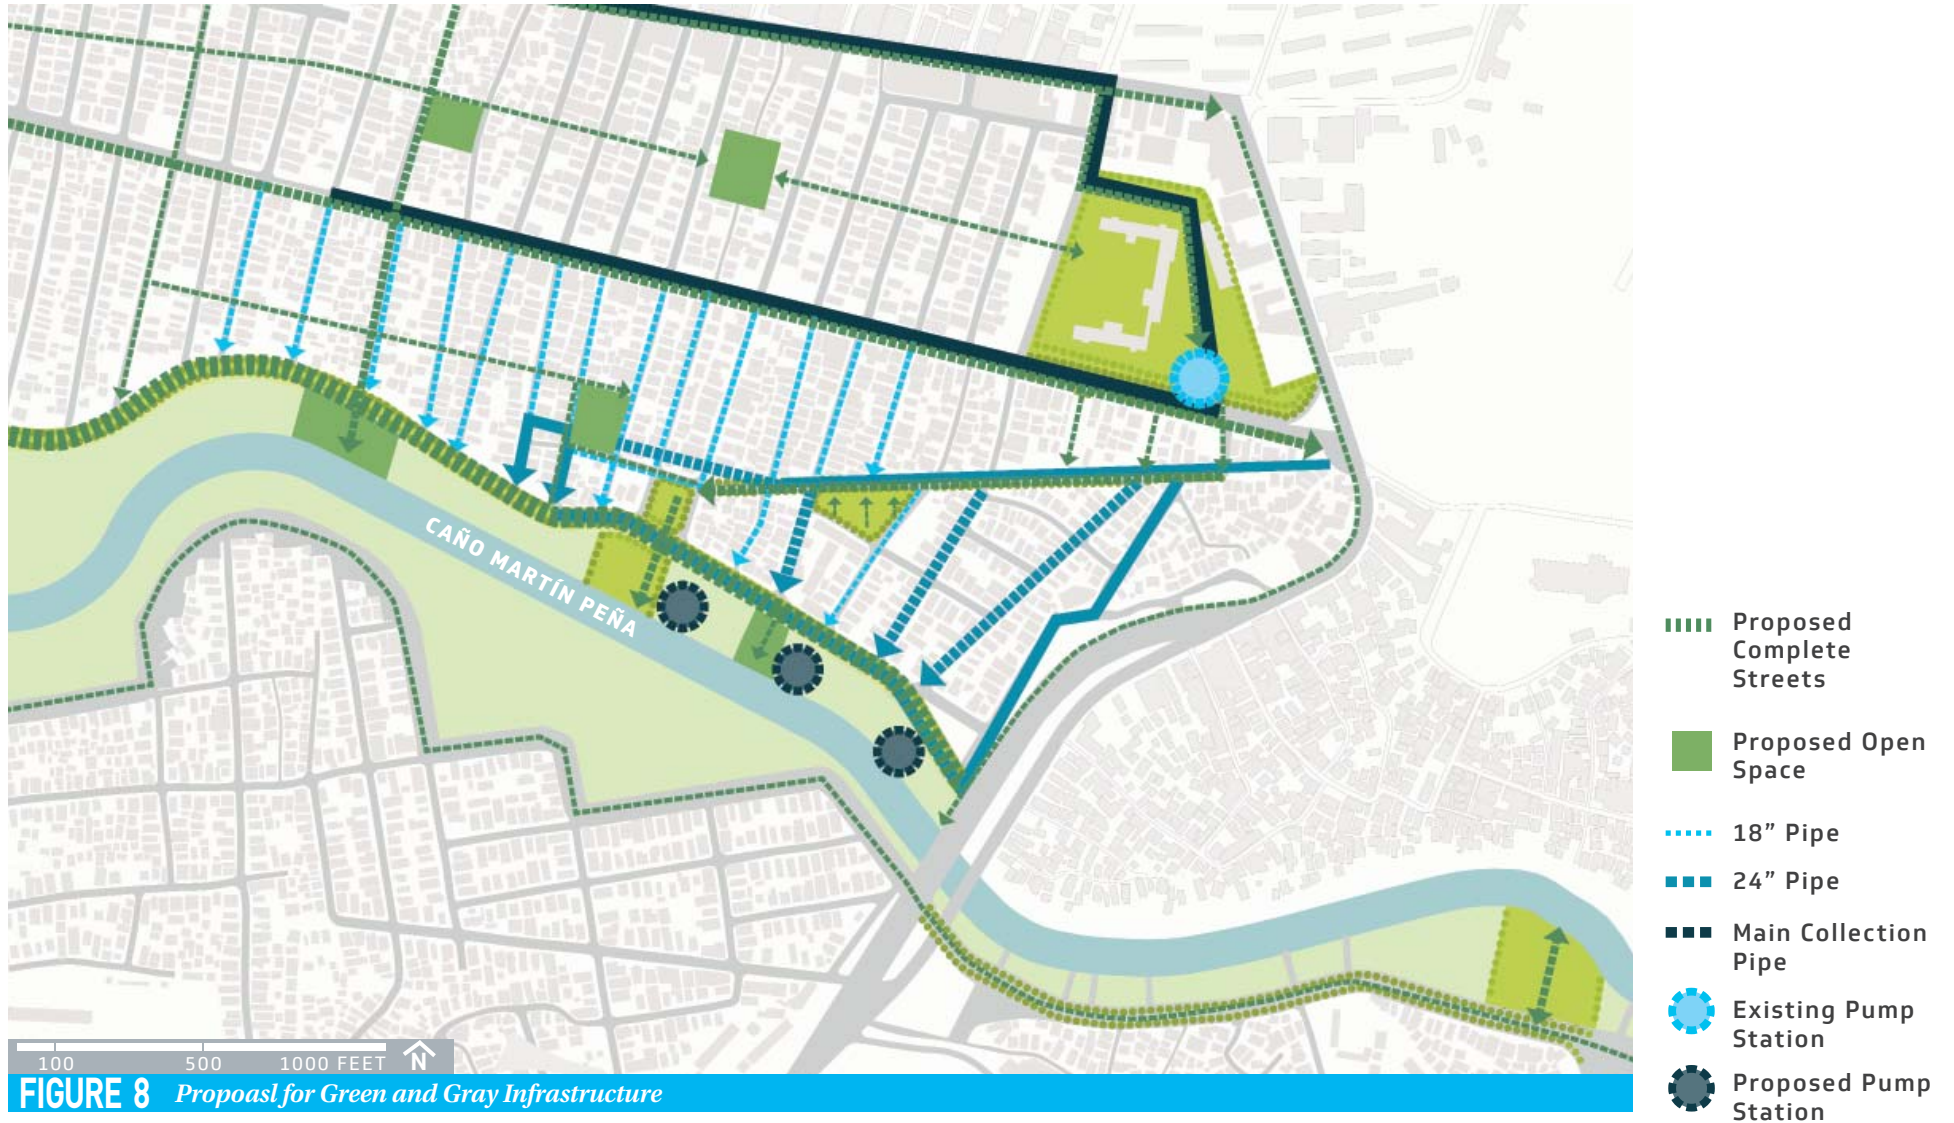 CAÑO MARTÍN PEÑA
Proposed
Complete
Streets
Proposed Open
Space
18” Pipe
24” Pipe
Main Collection
Pipe
Existing Pump
Station
Proposed Pump
Station
100 500 1000 FEET N
FIGURE 8 Propoasl for Green and Gray Infrastructure